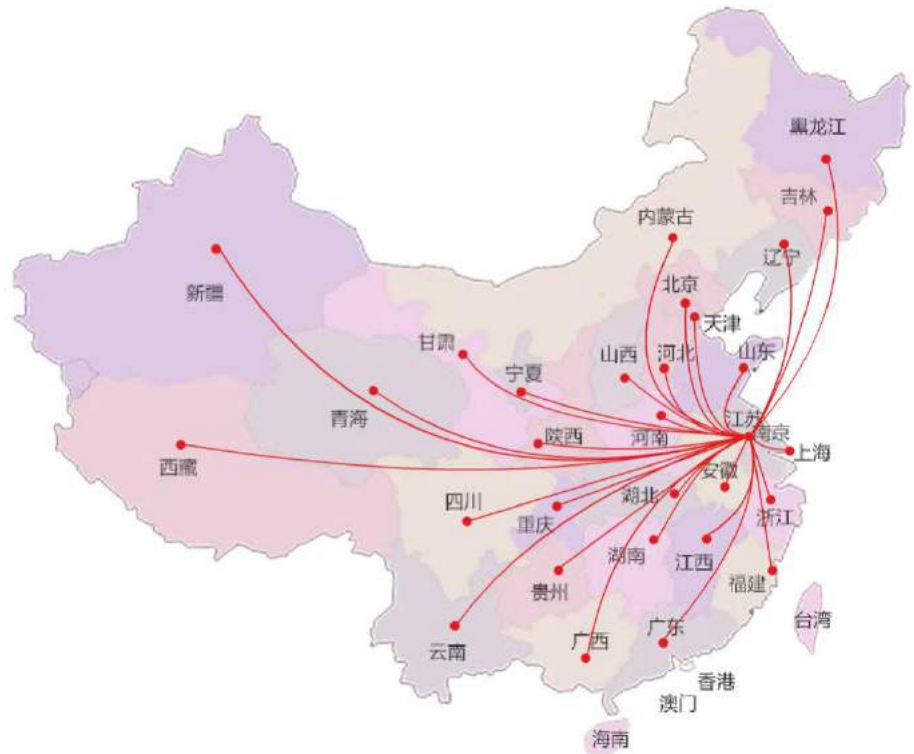 黑龙江
吉林
内蒙古
辽宁
北京
新疆
天津
甘肃
山西
河北
山东
宁夏
青海
江苏
陕西
河南
南京
上海
西藏
安徽
四川
湖北
重庆
浙江
湖南
江西
贵州
福建
台湾
云南
广西
广东
香港
澳门
海南